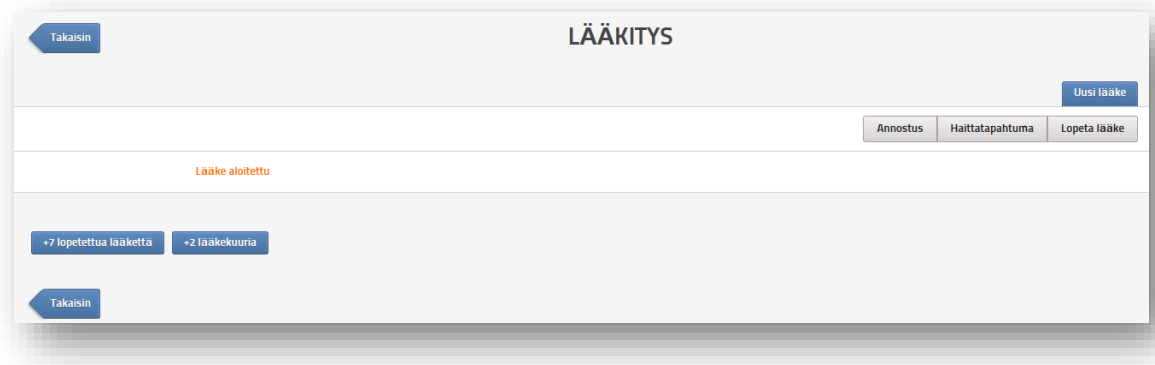 Takaisin
LÄÄKITYS
Uusi lääke
Annostus Haittatapahtuma Lopeta lääke
Lääke aloitettu
+7 lopetettua lääkettä +2 lääkekuuria
Takaisin